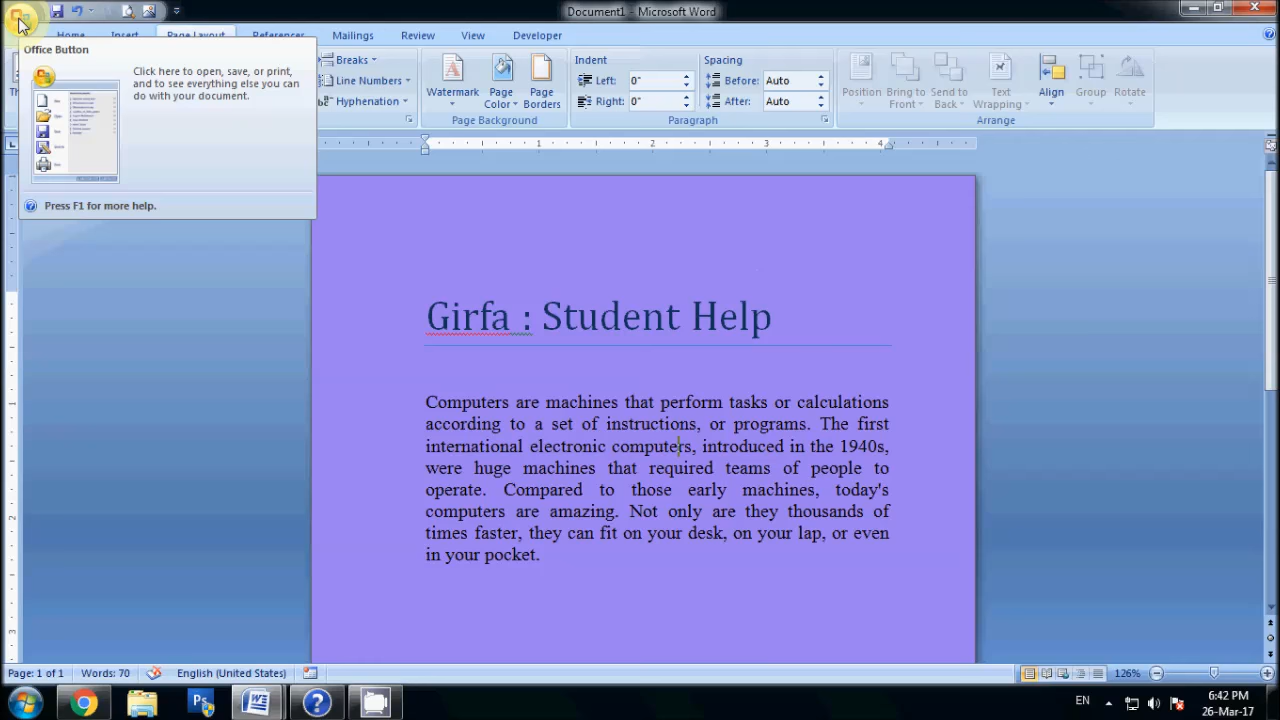 Document1 - Microsoft Word
Home Insert Page Layout References Mailings Review View Developer
Office Button
Click here to open, save, or print,
and to see everything else you can
do with your document.
Press F1 for more help.
Breaks
Line Numbers
Hyphenation
Watermark
Page Color
Page Borders
Page Background
Indent
Left: 0"
Right: 0"
Spacing
Before: Auto
After: Auto
Paragraph
Position
Bring to Front
Text Wrapping
Align
Group
Rotate
Arrange
1 2 3 4
Girfa : Student Help
Computers are machines that perform tasks or calculations
according to a set of instructions, or programs. The first
international electronic computers, introduced in the 1940s,
were huge machines that required teams of people to
operate. Compared to those early machines, today's
computers are amazing. Not only are they thousands of
times faster, they can fit on your desk, on your lap, or even
in your pocket.
Page: 1 of 1 Words: 70 English (United States) 126%
EN 6:42 PM
26-Mar-17